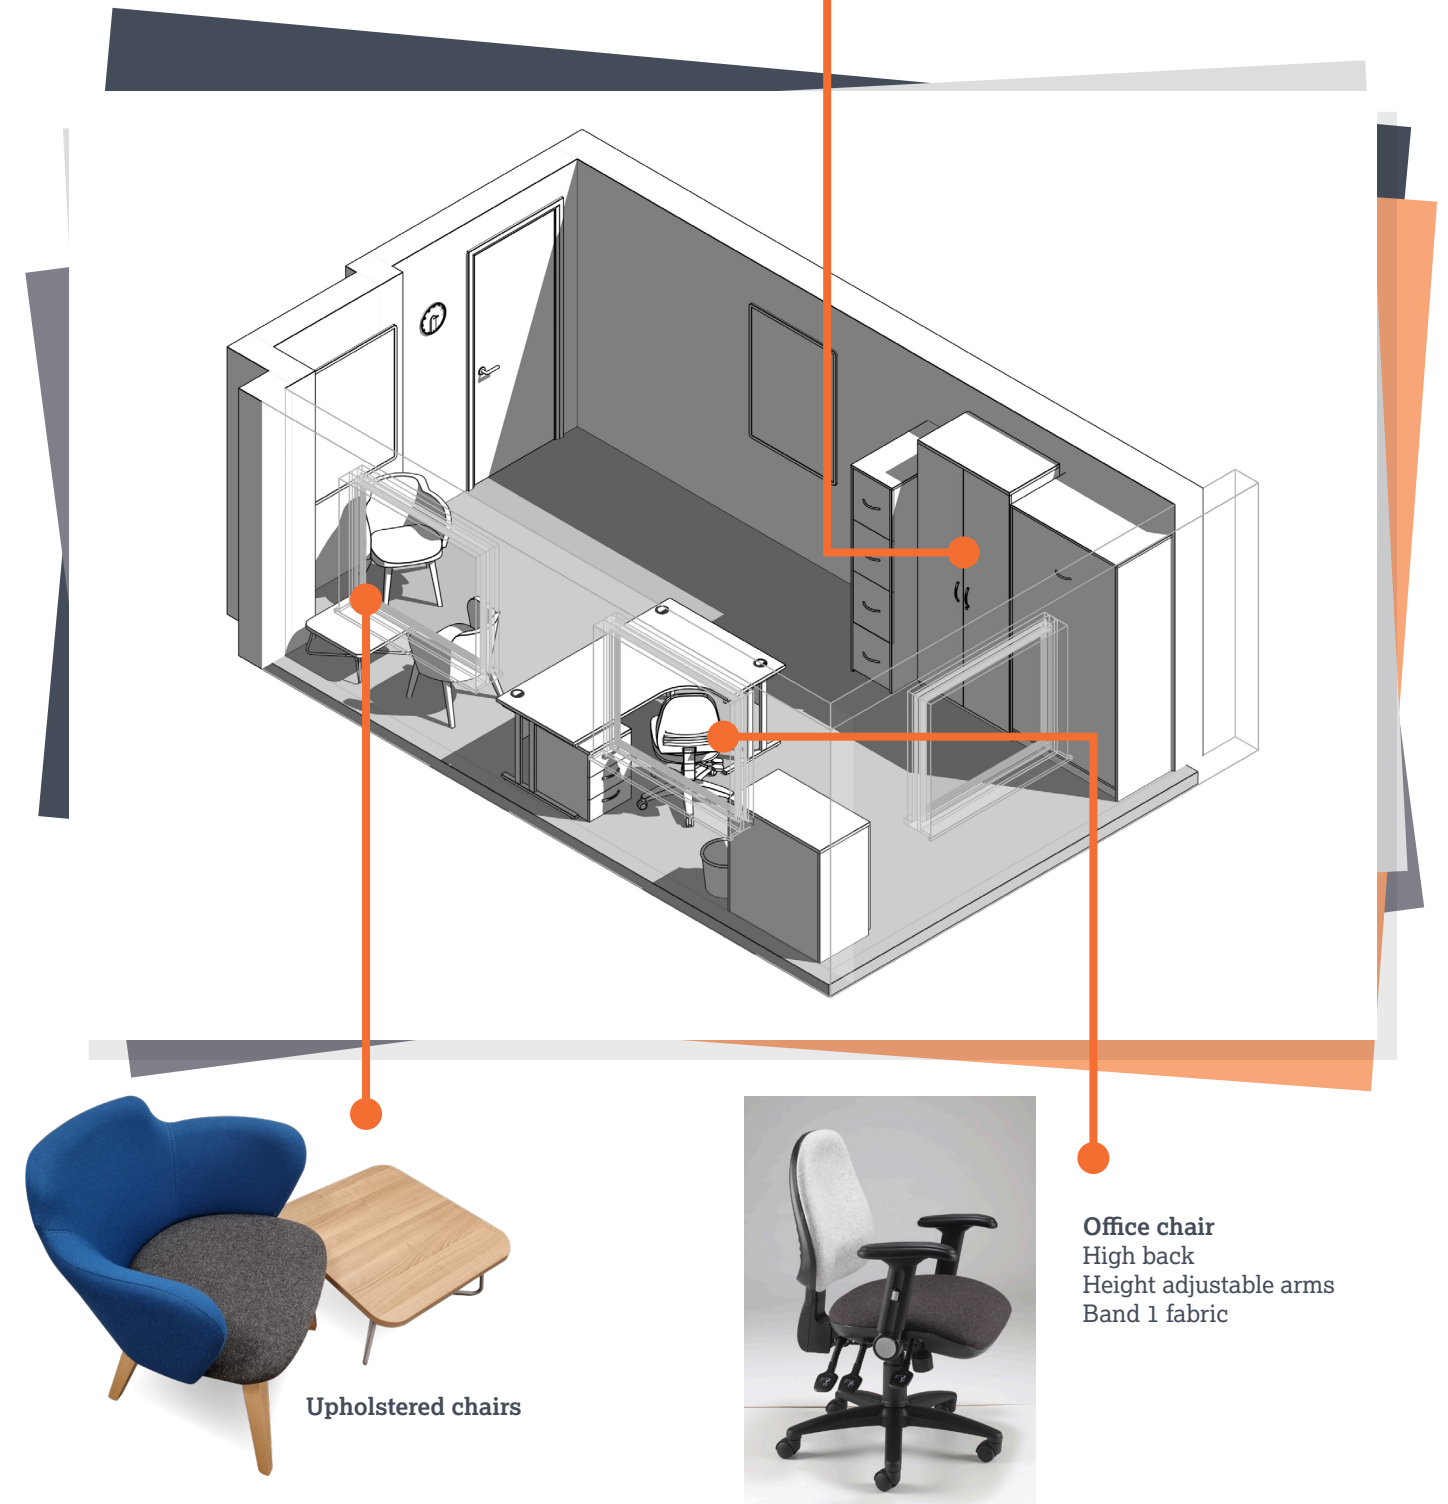 Office chair
High back
Height adjustable arms
Band 1 fabric
Upholstered chairs